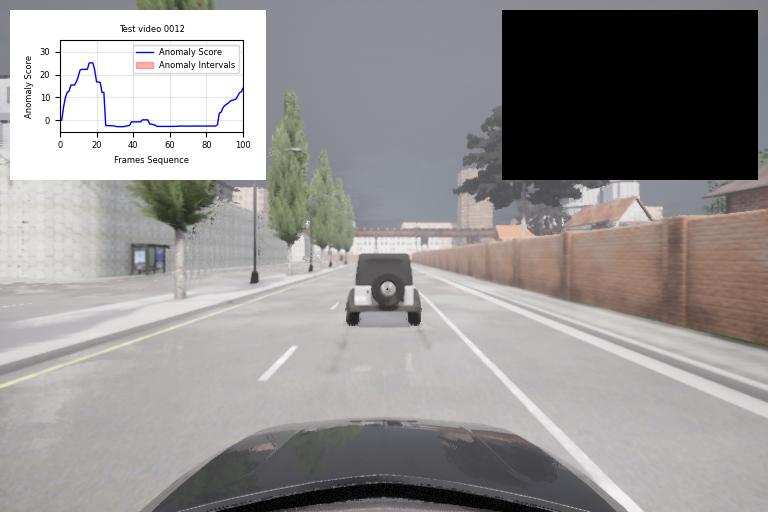 Test video 0012
Anomaly Score
Anomaly Intervals
Anomaly Score
30
20
10
0
0 20 40 60 80 100
Frames Sequence